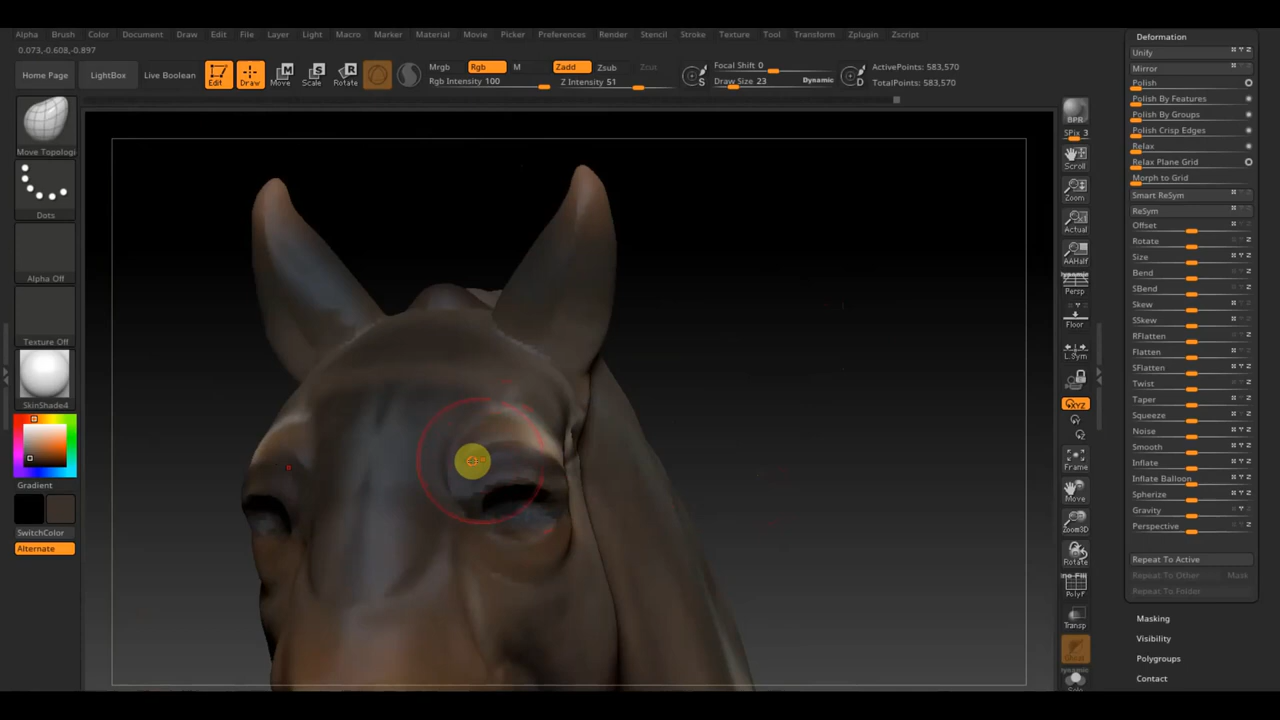 Alpha Brush Color Document Draw Edit File Layer Light Macro Marker Material Movie Picker Preferences Render Stencil Stroke Texture Tool Transform Zplugin Zscript
0.073,-0.608,-0.897
Home Page
LightBox
Live Boolean
Edit
Draw
Move
Scale
Rotate
Mrgb Rgb M
Rgb Intensity 100
Zadd Zsub Zcut
Z Intensity 51
Focal Shift 0
Draw Size 23
Dynamic
ActivePoints: 583,570
TotalPoints: 583,570
Move Topologi
Dots
Alpha Off
Texture Off
SkinShade4
Gradient
SwitchColor
Alternate
BPR
SPix 3
Scroll
Zoom
Actual
AAHalf
Dynamic
Persp
Floor
L.Sym
XYZ
Frame
Move
Zoom3D
Rotate
PolyF
Transp
Ghost
Dynamic
Solo
Deformation
Unify
Mirror
Polish
Polish By Features
Polish By Groups
Polish Crisp Edges
Relax
Relax Plane Grid
Morph to Grid
Smart ReSym
ReSym
Offset
Rotate
Size
Bend
SBend
Skew
SSkew
RFlatten
Flatten
SFlatten
Twist
Taper
Squeeze
Noise
Smooth
Inflate
Inflate Balloon
Spherize
Gravity
Perspective
Repeat To Active
Repeat To Other Mask
Repeat To Folder
Masking
Visibility
Polygroups
Contact